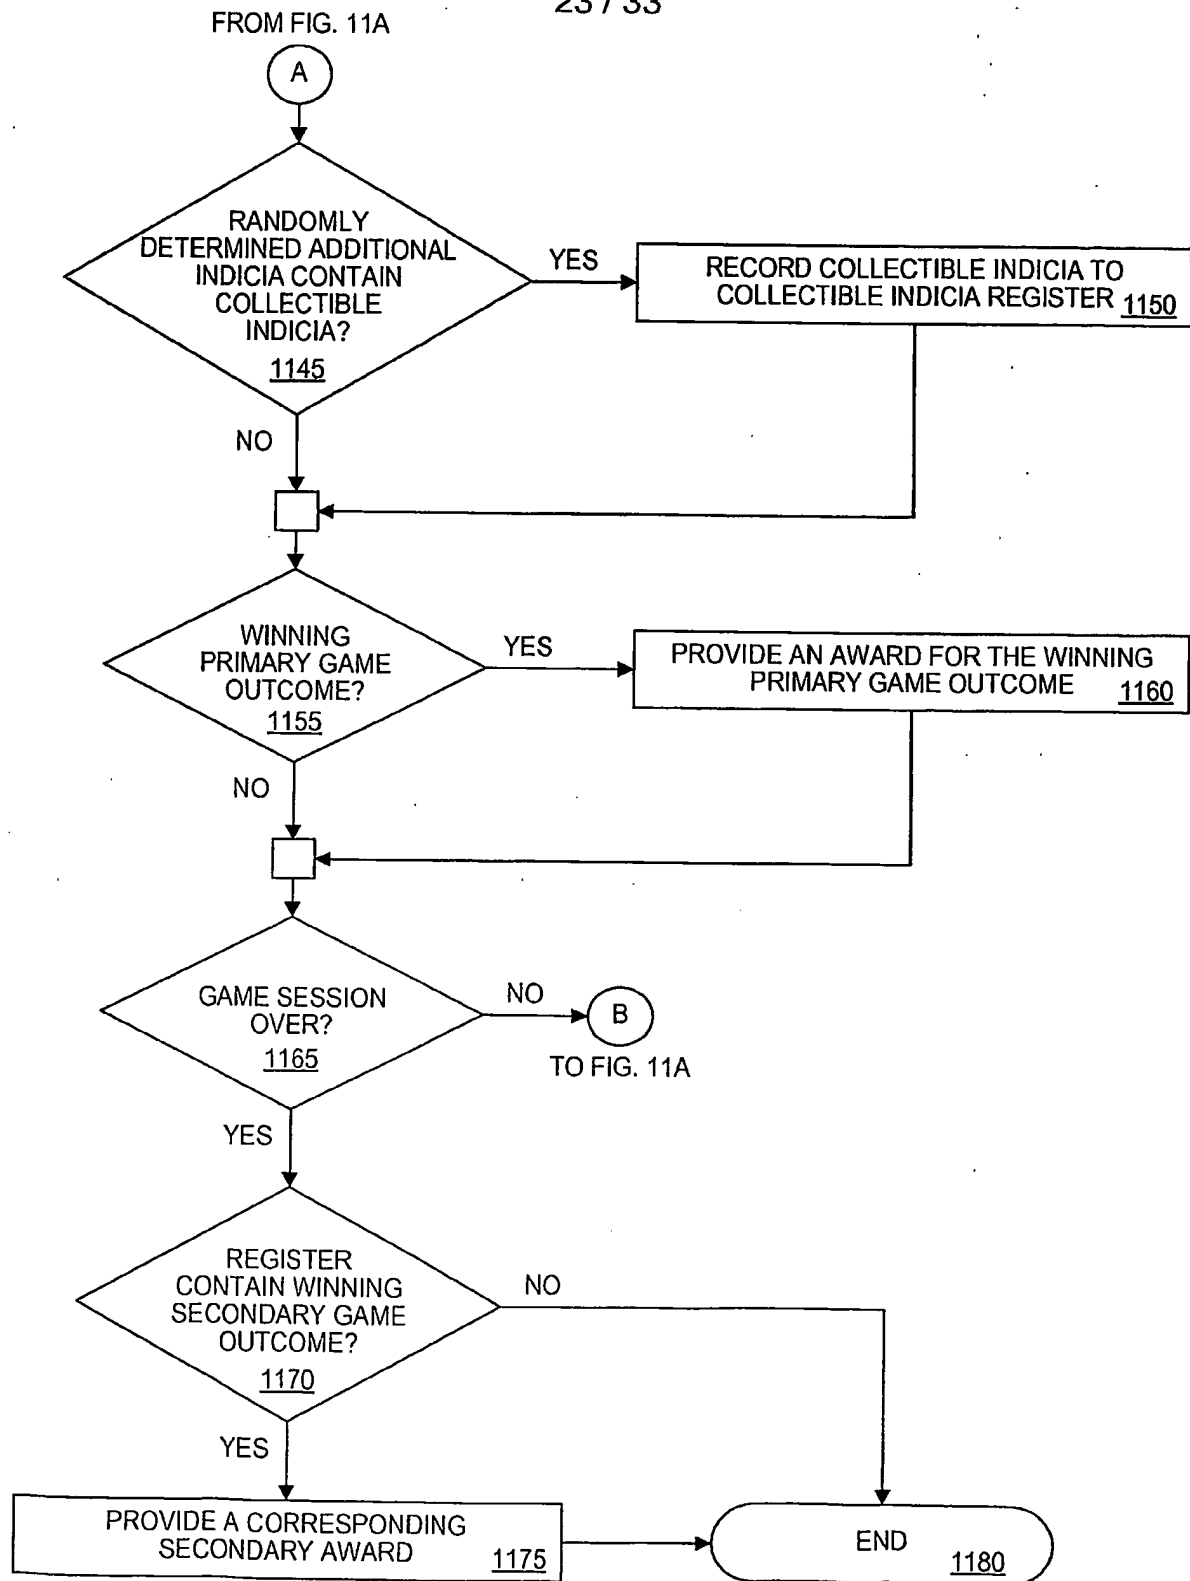 23 / 33
FROM FIG. 11A
A
RANDOMLY
DETERMINED ADDITIONAL
INDICIA CONTAIN
COLLECTIBLE
INDICIA?
1145
YES
RECORD COLLECTIBLE INDICIA TO
COLLECTIBLE INDICIA REGISTER 1150
NO
WINNING
PRIMARY GAME
OUTCOME?
1155
YES
PROVIDE AN AWARD FOR THE WINNING
PRIMARY GAME OUTCOME 1160
NO
GAME SESSION
OVER?
1165
NO
B
TO FIG. 11A
YES
REGISTER
CONTAIN WINNING
SECONDARY GAME
OUTCOME?
1170
NO
YES
PROVIDE A CORRESPONDING
SECONDARY AWARD 1175
END
1180